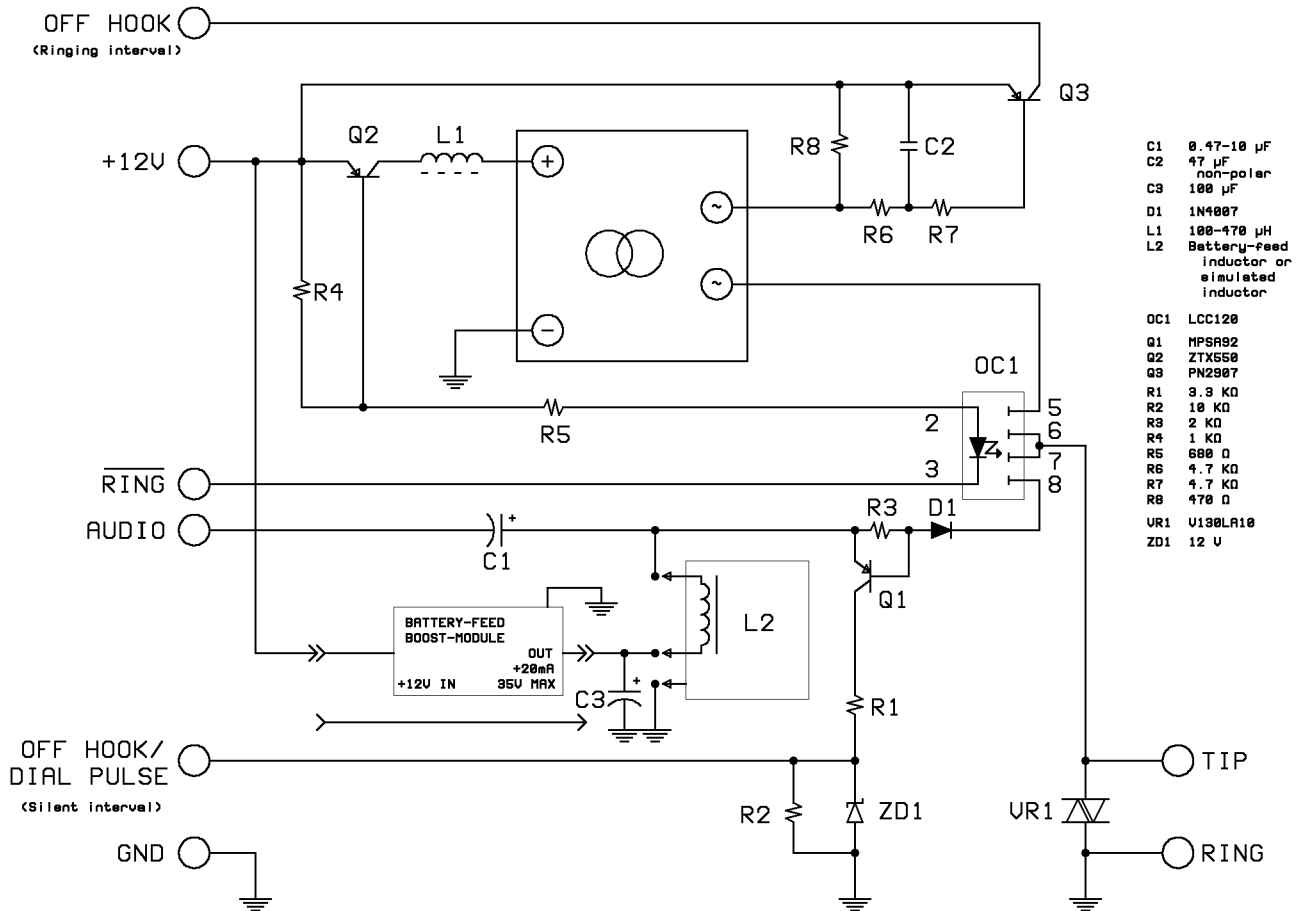 OFF HOOK
(Ringing interval)
Q3
Q2
L1
+12V
+
R8
C2
~
R6
R7
~
R4
−
OC1
R5
2
3
5
6
7
8
RING
AUDIO
C1
+
R3
D1
Q1
L2
BATTERY-FEED
BOOST-MODULE
OUT
+20mA
+12V IN
35V MAX
C3
+
R1
OFF HOOK/
DIAL PULSE
(Silent interval)
R2
ZD1
VR1
TIP
GND
RING
C1 0.47-10 µF
C2 47 µF
non-polar
C3 100 µF
D1 1N4007
L1 100-470 µH
L2 Battery-feed
inductor or
simulated
inductor
OC1 LCC120
Q1 MPSA92
Q2 ZTX550
Q3 PN2907
R1 3.3 KΩ
R2 10 KΩ
R3 2 KΩ
R4 1 KΩ
R5 680 Ω
R6 4.7 KΩ
R7 4.7 KΩ
R8 470 Ω
VR1 V130LA10
ZD1 12 V